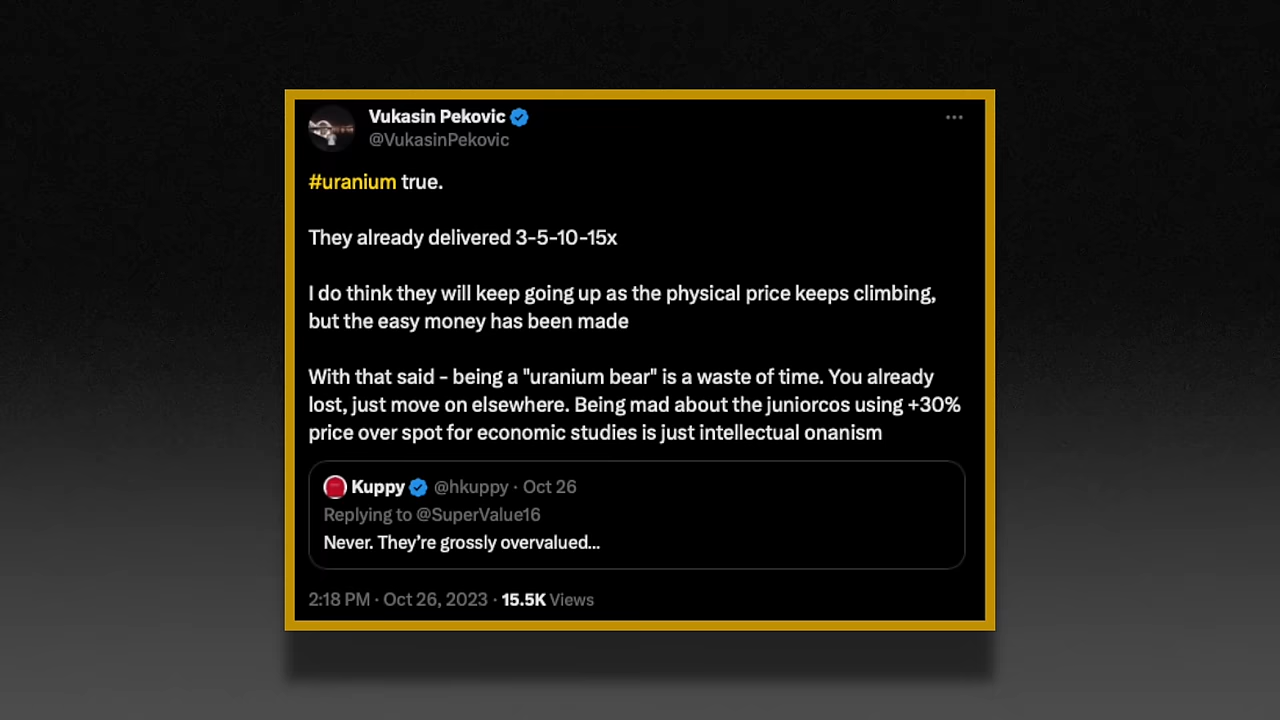 Vukasin Pekovic
@VukasinPekovic
#uranium true.
They already delivered 3-5-10-15x
I do think they will keep going up as the physical price keeps climbing,
but the easy money has been made
With that said - being a "uranium bear" is a waste of time. You already
lost, just move on elsewhere. Being mad about the juniorcos using +30%
price over spot for economic studies is just intellectual onanism
Kuppy @hkuppy · Oct 26
Replying to @SuperValue16
Never. They’re grossly overvalued...
2:18 PM · Oct 26, 2023 · 15.5K Views